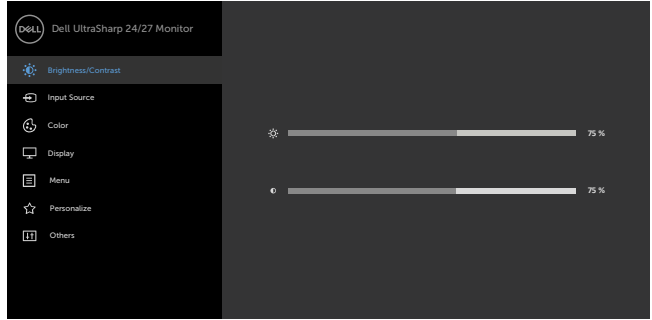 DELL
Dell UltraSharp 24/27 Monitor
Brightness/Contrast
Input Source
Color
Display
Menu
Personalize
Others
75 %
75 %